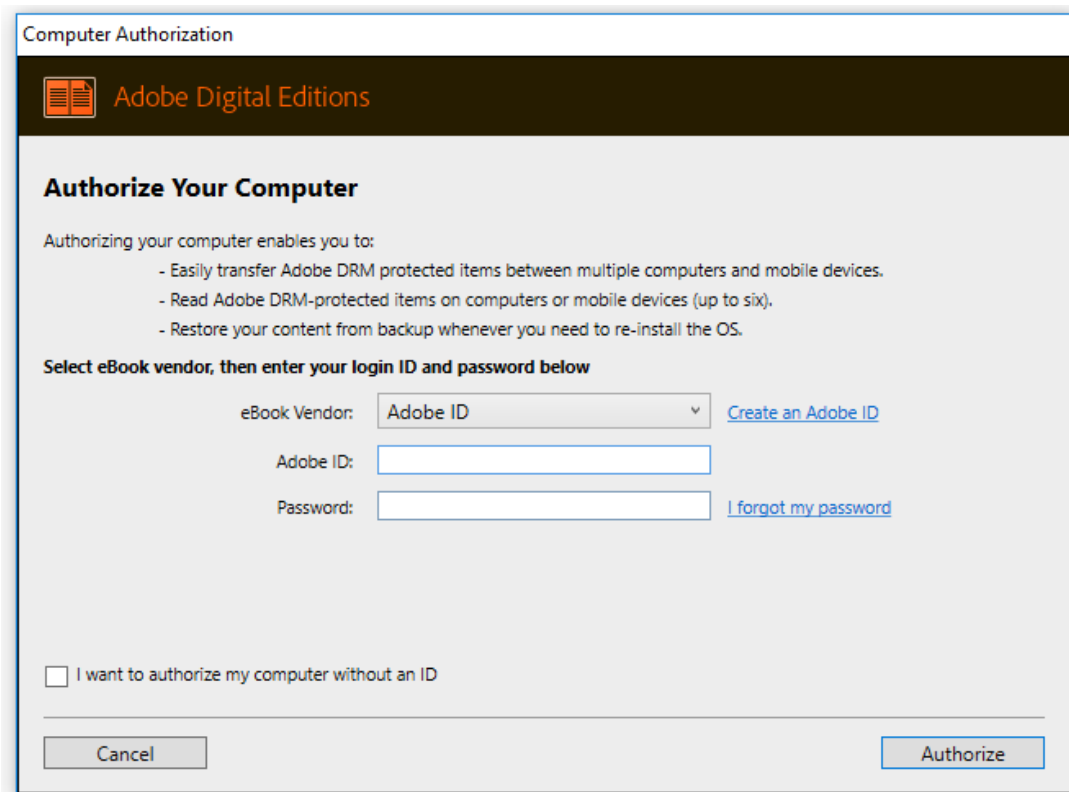 Computer Authorization
Adobe Digital Editions
Authorize Your Computer
Authorizing your computer enables you to:
- Easily transfer Adobe DRM protected items between multiple computers and mobile devices.
- Read Adobe DRM-protected items on computers or mobile devices (up to six).
- Restore your content from backup whenever you need to re-install the OS.
Select eBook vendor, then enter your login ID and password below
eBook Vendor: Adobe ID Create an Adobe ID
Adobe ID:
Password: I forgot my password
I want to authorize my computer without an ID
Cancel Authorize